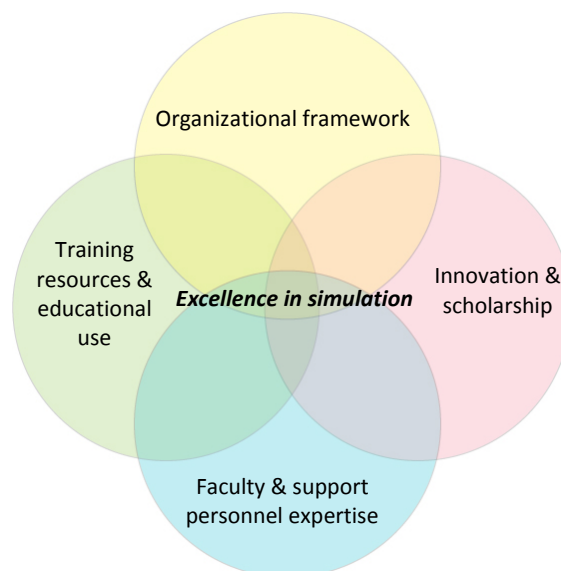 Organizational framework
Training
resources &
educational
use
Excellence in simulation
Innovation &
scholarship
Faculty & support
personnel expertise